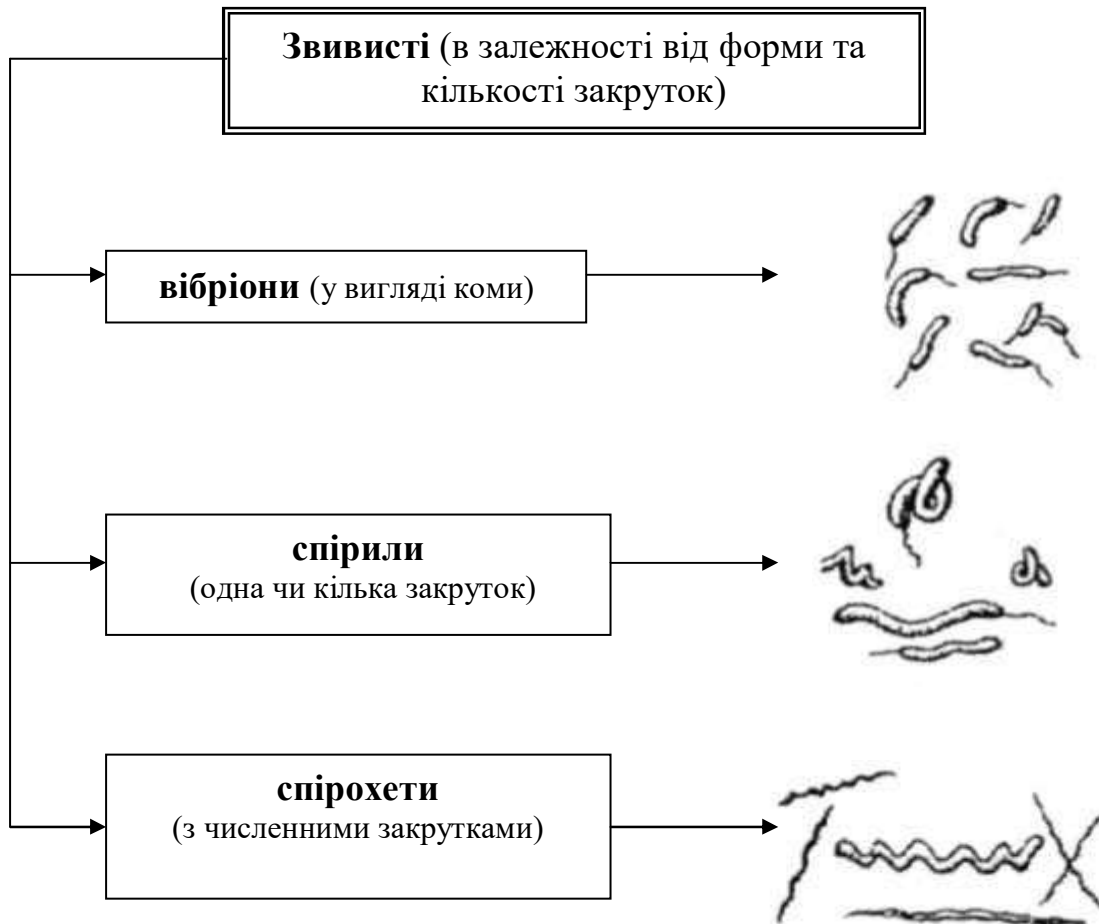 Звивисті (в залежності від форми та
кількості закруток)
вібріони (у вигляді коми)
спірили
(одна чи кілька закруток)
спірохети
(з численними закрутками)